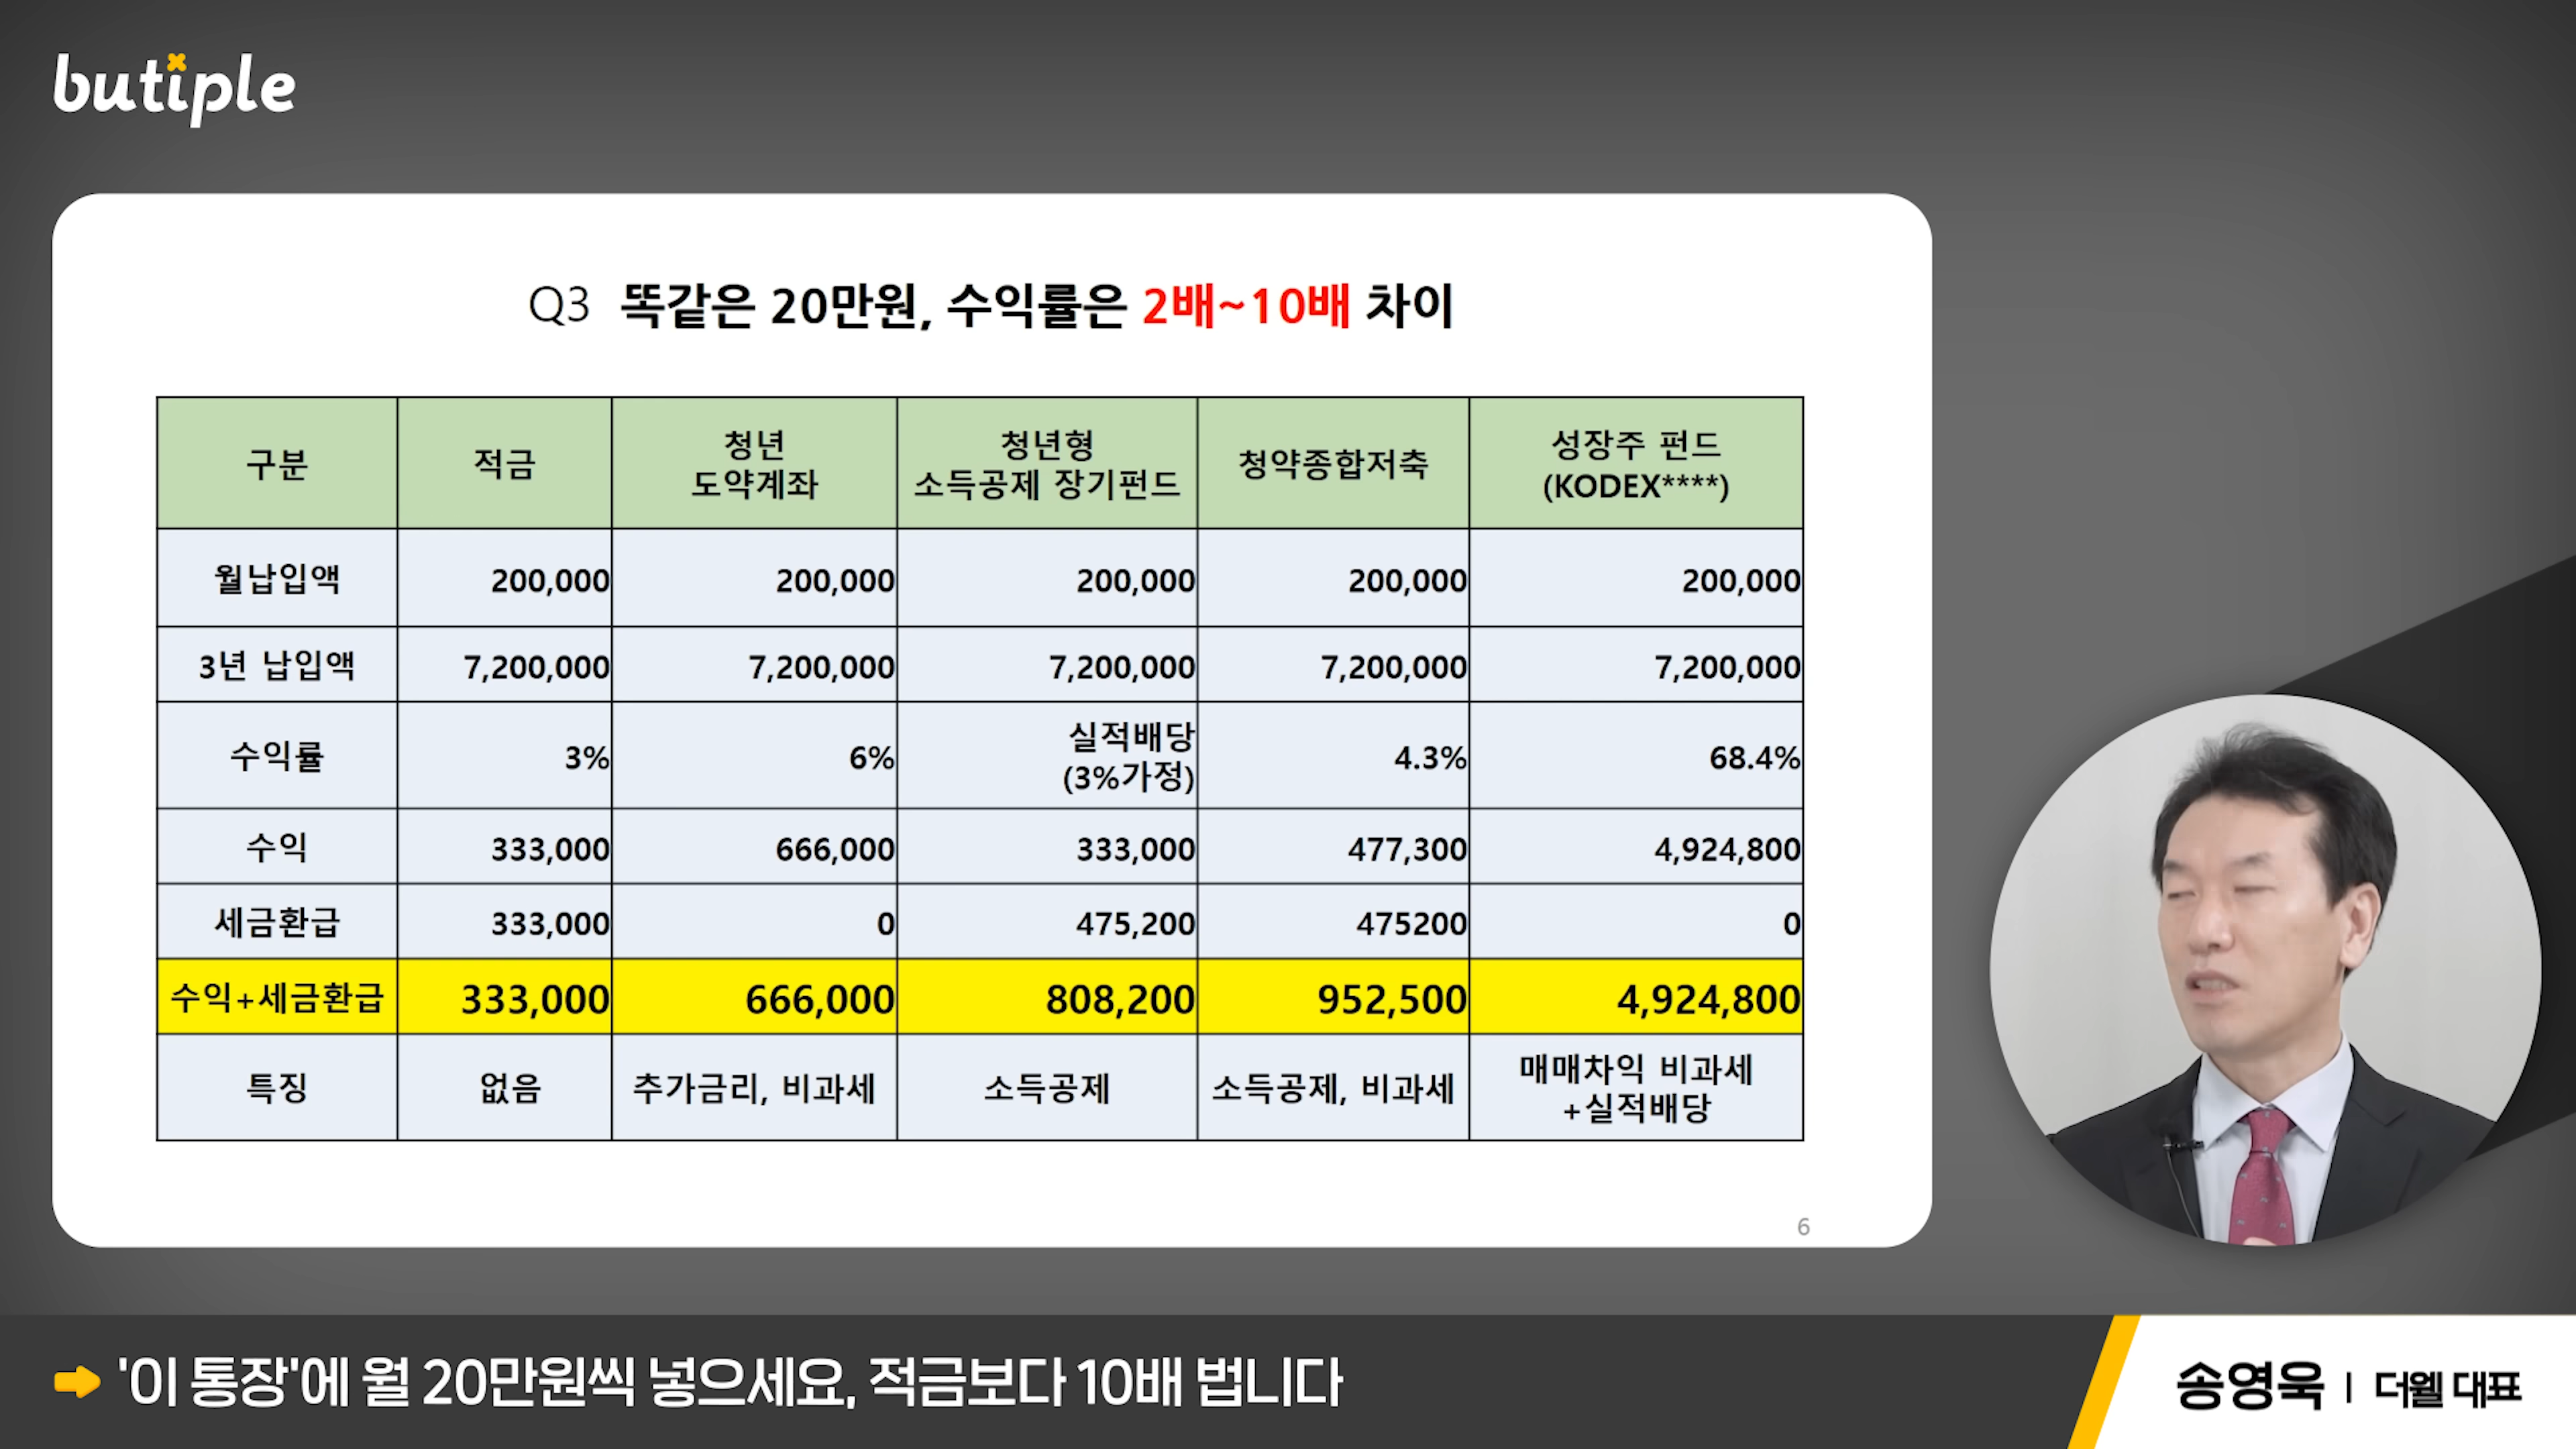 butiple
Q3 똑같은 20만원, 수익률은 2배~10배 차이
구분 적금 청년 도약계좌 청년형 소득공제 장기펀드 청약종합저축 성장주 펀드 (KODEX****)
월납입액 200,000 200,000 200,000 200,000 200,000
3년 납입액 7,200,000 7,200,000 7,200,000 7,200,000 7,200,000
수익률 3% 6% 실적배당 (3%가정) 4.3% 68.4%
수익 333,000 666,000 333,000 477,300 4,924,800
세금환급 333,000 0 475,200 475200 0
수익+세금환급 333,000 666,000 808,200 952,500 4,924,800
특징 없음 추가금리, 비과세 소득공제 소득공제, 비과세 매매차익 비과세 +실적배당
6
'이 통장'에 월 20만원씩 넣으세요, 적금보다 10배 법니다
송영욱 | 더웰 대표